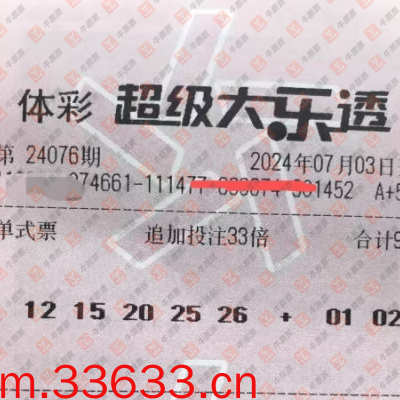 体彩 超级大乐透
第 24076期 2024年07月03日
274661-111477 1452 A+5
单式票 追加投注33倍 合计9
12 15 20 25 26 + 01 02
m.33633.cn